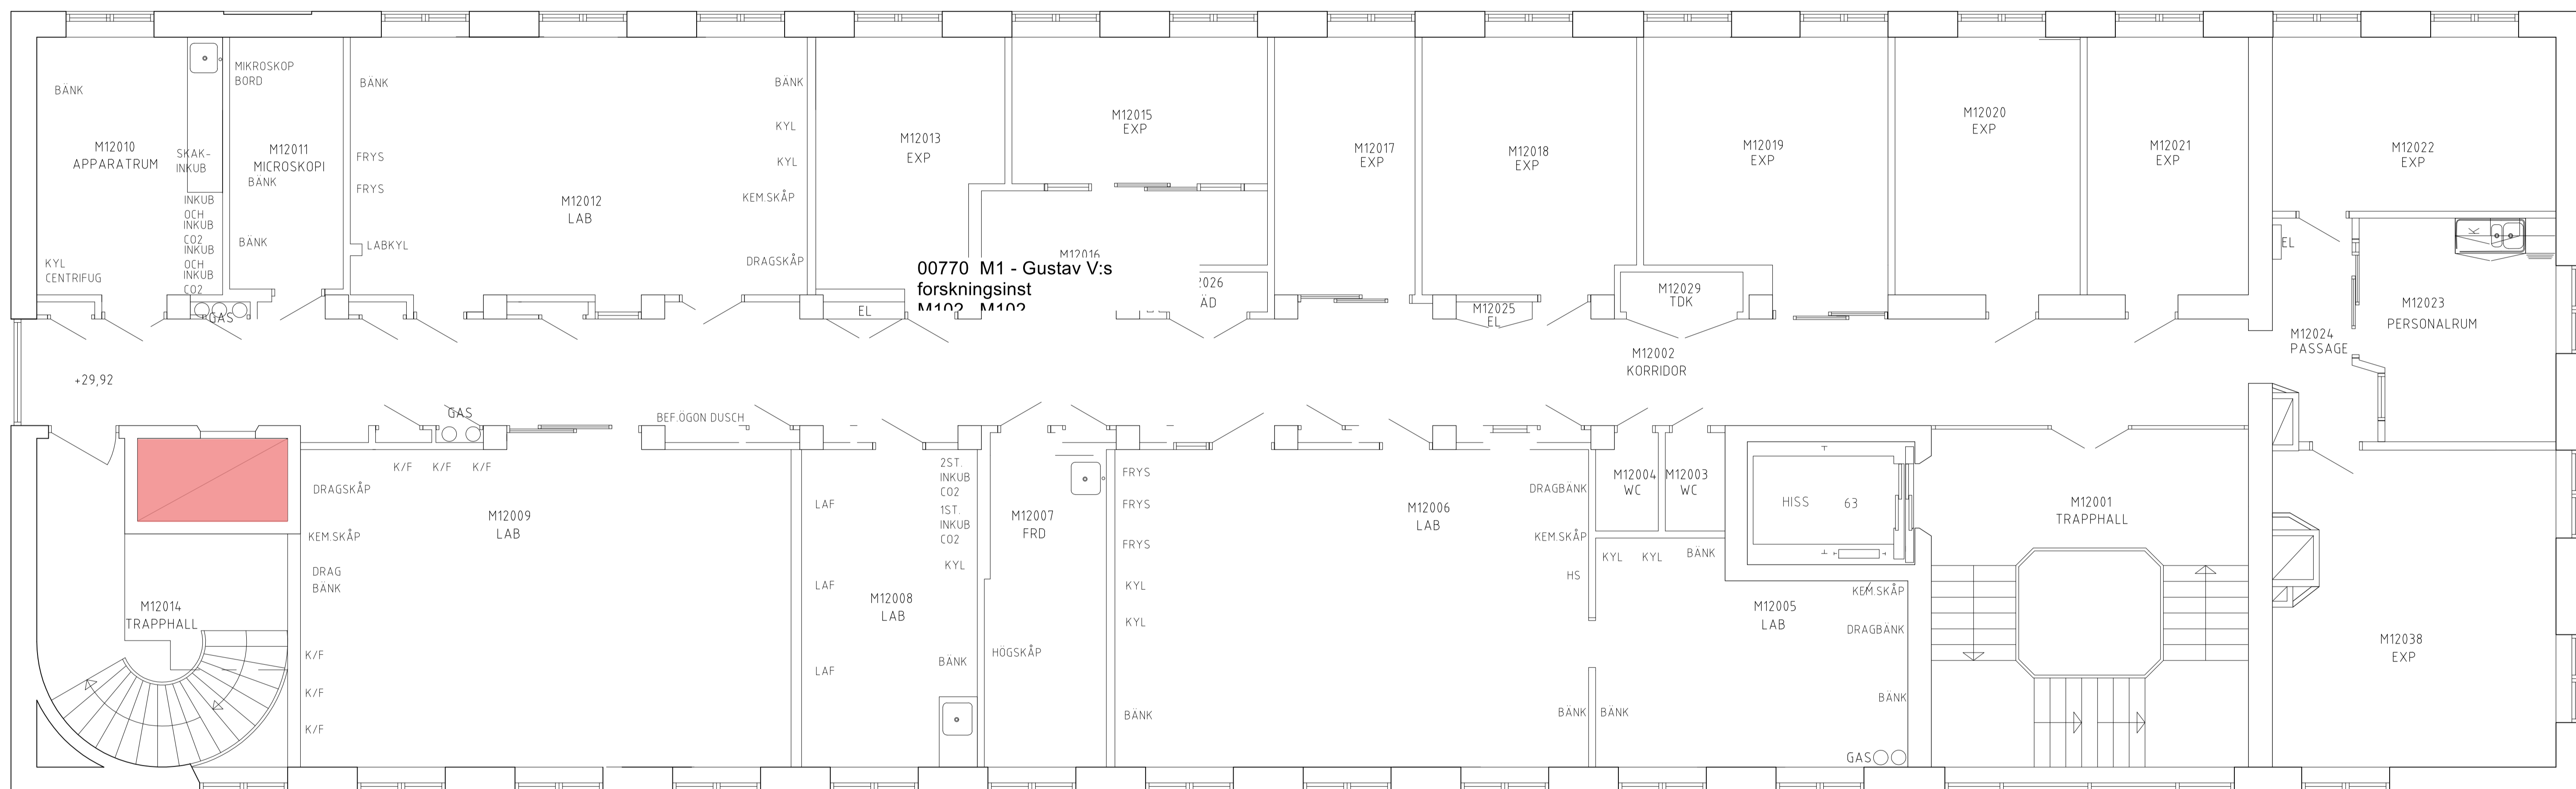 BÄNK
M12010
APPARATRUM
SKAK-
INKUB
INKUB
OCH
INKUB
CO2
INKUB
OCH
INKUB
CO2
KYL
CENTRIFUG
GAS
MIKROSKOP
BORD
M12011
MICROSKOPI
BÄNK
BÄNK
BÄNK
FRYS
FRYS
LABKYL
M12012
LAB
BÄNK
KYL
KYL
KEM.SKÅP
DRAGSKÅP
M12013
EXP
EL
M12015
EXP
M12016
00770 M1 - Gustav V:s
forskningsinst
M102 M102
2026
ÄD
M12017
EXP
M12018
EXP
M12025
EL
M12019
EXP
M12029
TDK
M12020
EXP
M12021
EXP
M12022
EXP
EL
K
M12023
PERSONALRUM
M12024
PASSAGE
M12002
KORRIDOR
+29,92
GAS
BEF.ÖGON DUSCH
M12014
TRAPPHALL
K/F
K/F
K/F
DRAGSKÅP
KEM.SKÅP
DRAG
BÄNK
K/F
K/F
K/F
M12009
LAB
LAF
LAF
LAF
M12008
LAB
2ST.
INKUB
CO2
1ST.
INKUB
CO2
KYL
BÄNK
M12007
FRD
HÖGSKÅP
FRYS
FRYS
FRYS
KYL
KYL
BÄNK
M12006
LAB
DRAGBÄNK
KEM.SKÅP
HS
BÄNK
M12004
WC
M12003
WC
KYL
KYL
BÄNK
BÄNK
M12005
LAB
KEM.SKÅP
DRAGBÄNK
BÄNK
GAS
HISS
63
M12001
TRAPPHALL
M12038
EXP